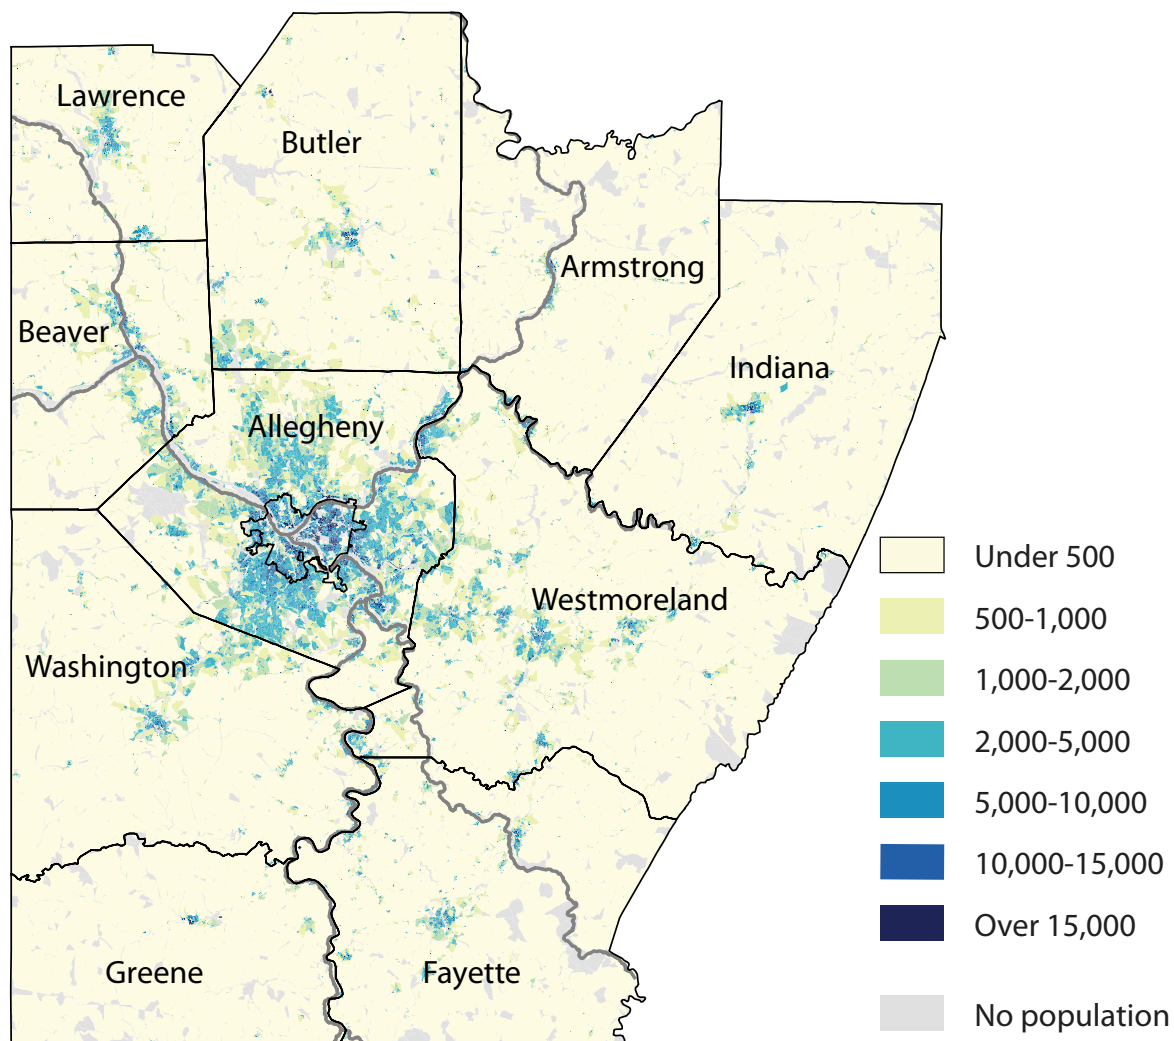 Lawrence
Butler
Armstrong
Beaver
Indiana
Allegheny
Westmoreland
Washington
Greene
Fayette
Under 500
500-1,000
1,000-2,000
2,000-5,000
5,000-10,000
10,000-15,000
Over 15,000
No population